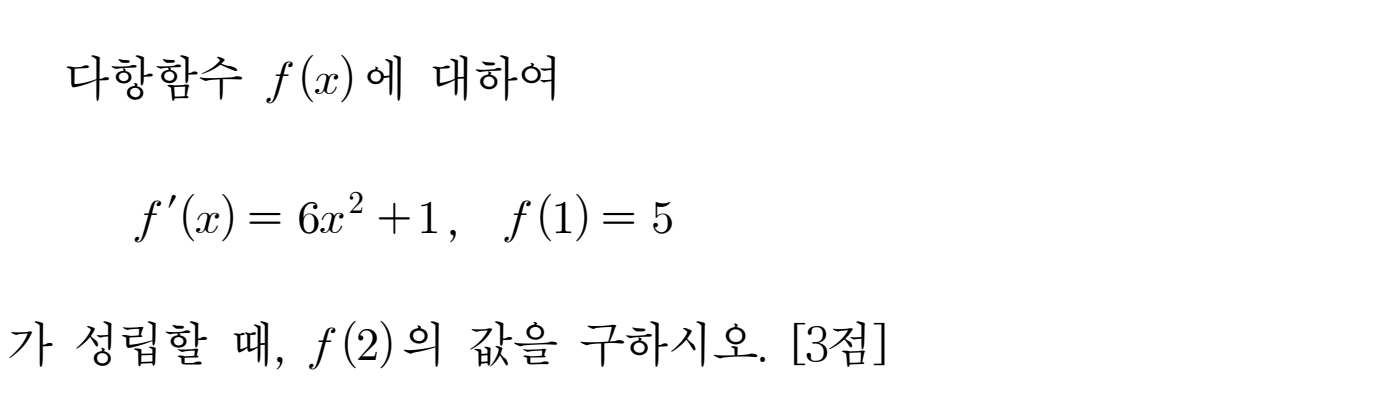 다항함수 f(x)에 대하여
f′(x) = 6x² + 1, f(1) = 5
가 성립할 때, f(2)의 값을 구하시오. [3점]